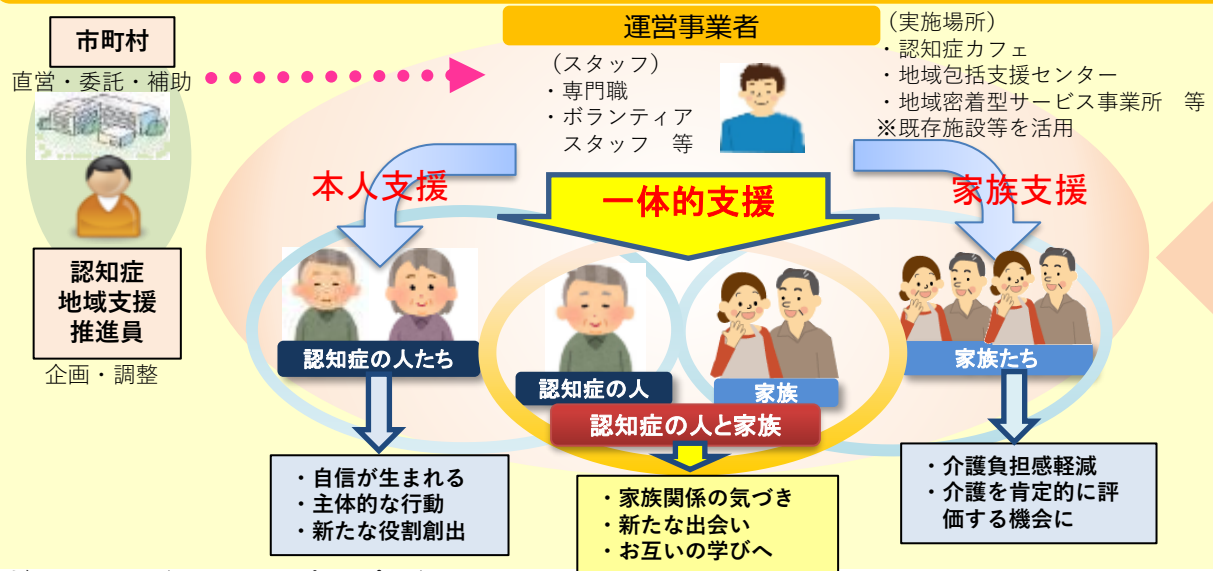 市町村
直営・委託・補助
認知症
地域支援
推進員
企画・調整
運営事業者
（スタッフ）
・専門職
・ボランティア
スタッフ　等
（実施場所）
・認知症カフェ
・地域包括支援センター
・地域密着型サービス事業所　等
※既存施設等を活用
本人支援
一体的支援
家族支援
認知症の人たち
認知症の人
家族
認知症の人と家族
家族たち
・自信が生まれる
・主体的な行動
・新たな役割創出
・家族関係の気づき
・新たな出会い
・お互いの学びへ
・介護負担感軽減
・介護を肯定的に評
価する機会に